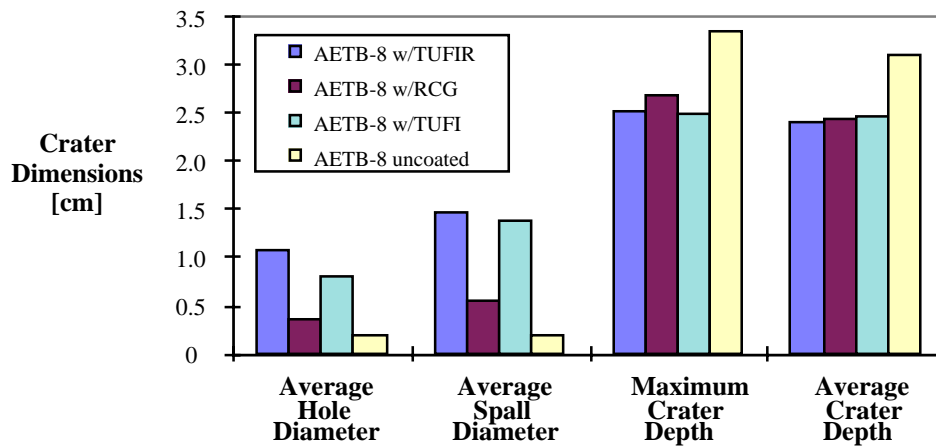 3.5
3.0
2.5
2.0
1.5
1.0
0.5
0
Crater
Dimensions
[cm]
AETB-8 w/TUFIR
AETB-8 w/RCG
AETB-8 w/TUFI
AETB-8 uncoated
Average
Hole
Diameter
Average
Spall
Diameter
Maximum
Crater
Depth
Average
Crater
Depth